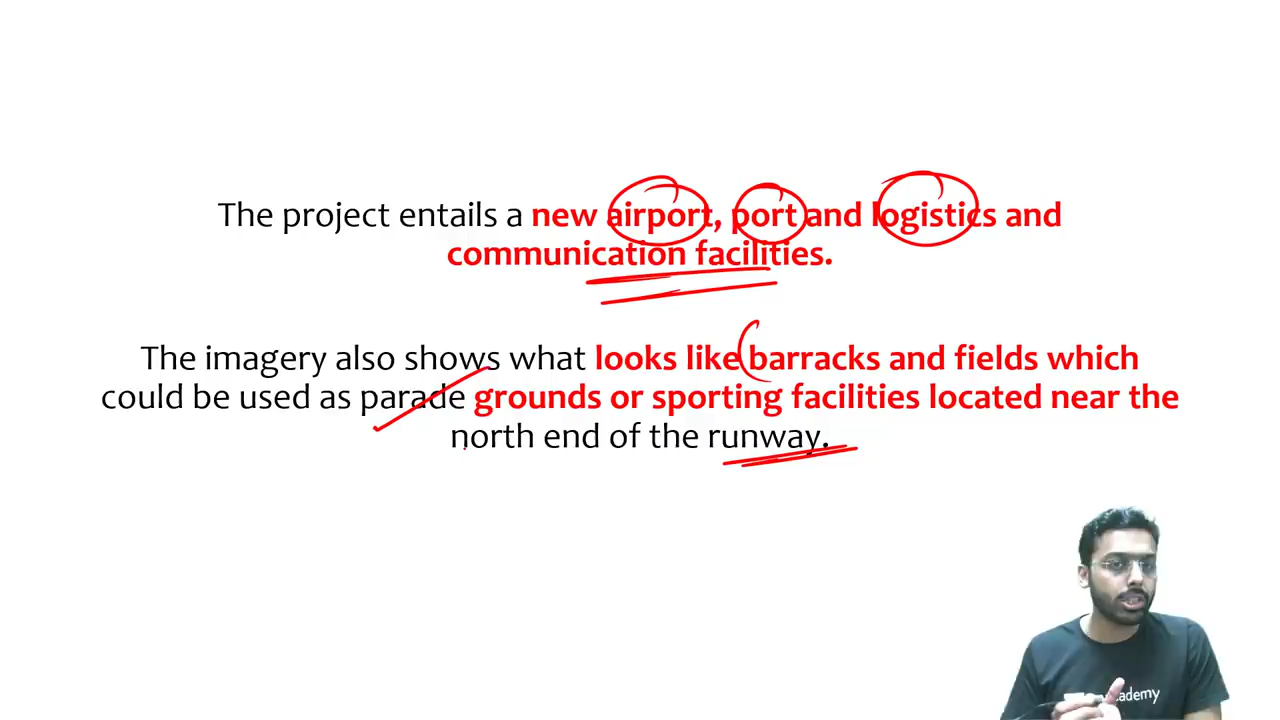 The project entails a new airport, port and logistics and
communication facilities.
The imagery also shows what looks like barracks and fields which
could be used as parade grounds or sporting facilities located near the
north end of the runway.